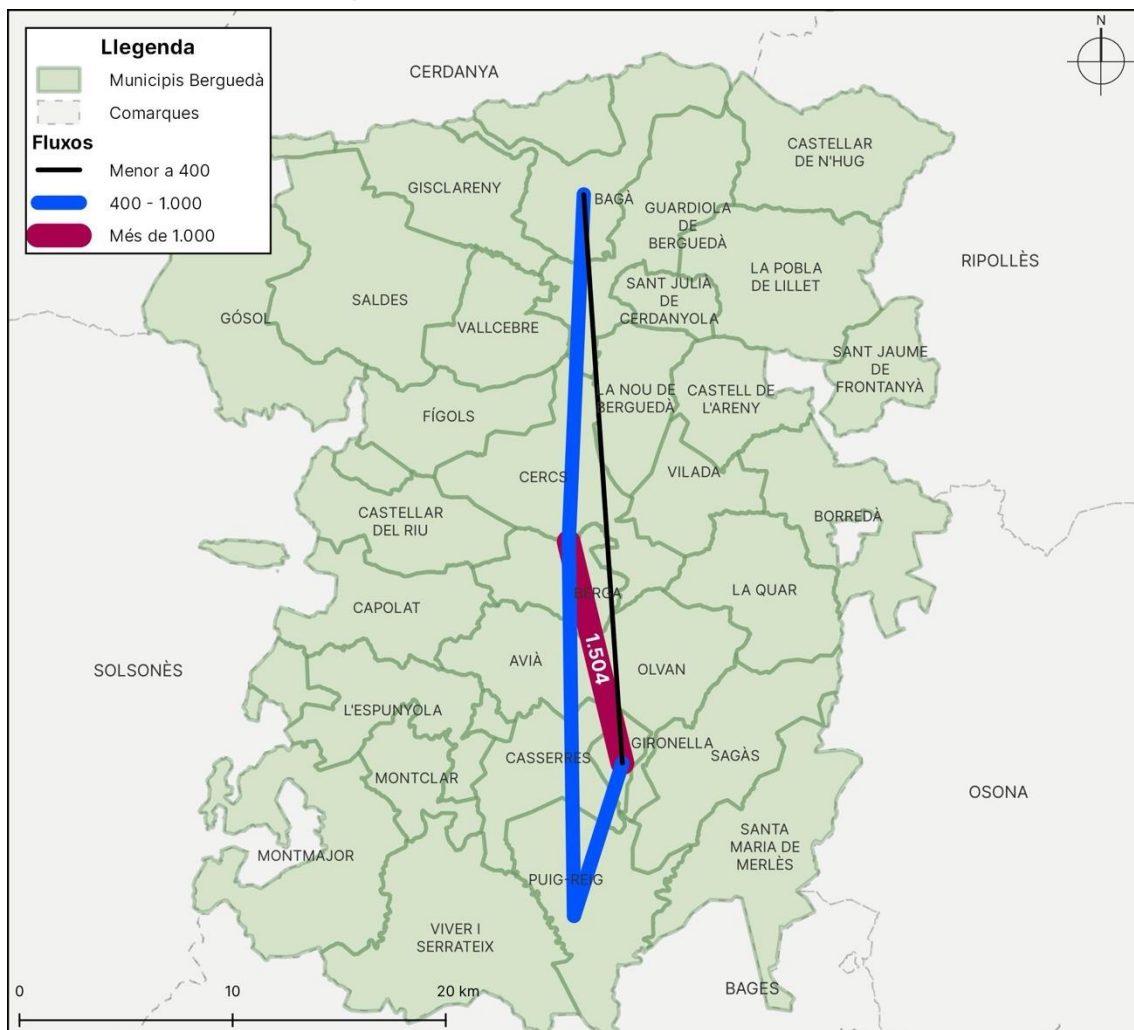 Llegenda
Municipis Berguedà
Comarques
Fluxos
Menor a 400
400 - 1.000
Més de 1.000
N
CERDANYA
CASTELLAR
DE N'HUG
GISCLARENY
BAGÀ
GUARDIOLA
DE
BERGUEDÀ
RIPOLLÈS
LA POBLA
DE LILLET
SANT JULIÀ
DE
CERDANYOLA
SALDES
GÓSOL
VALLCEBRE
SANT JAUME
DE
FRONTANYÀ
LA NOU DE
BERGUEDÀ
CASTELL DE
L'ARENY
FÍGOLS
CERCS
VILADA
CASTELLAR
DEL RIU
BORREDÀ
BERGA
LA QUAR
CAPOLAT
SOLSONÈS
AVIÀ
1.504
OLVAN
L'ESPUNYOLA
GIRONELLA
CASSERRES
SAGÀS
MONTCLAR
OSONA
SANTA
MARIA DE
MERLÈS
MONTMAJOR
PUIG-REIG
VIVER I
SERRATEIX
BAGES
0
10
20 km